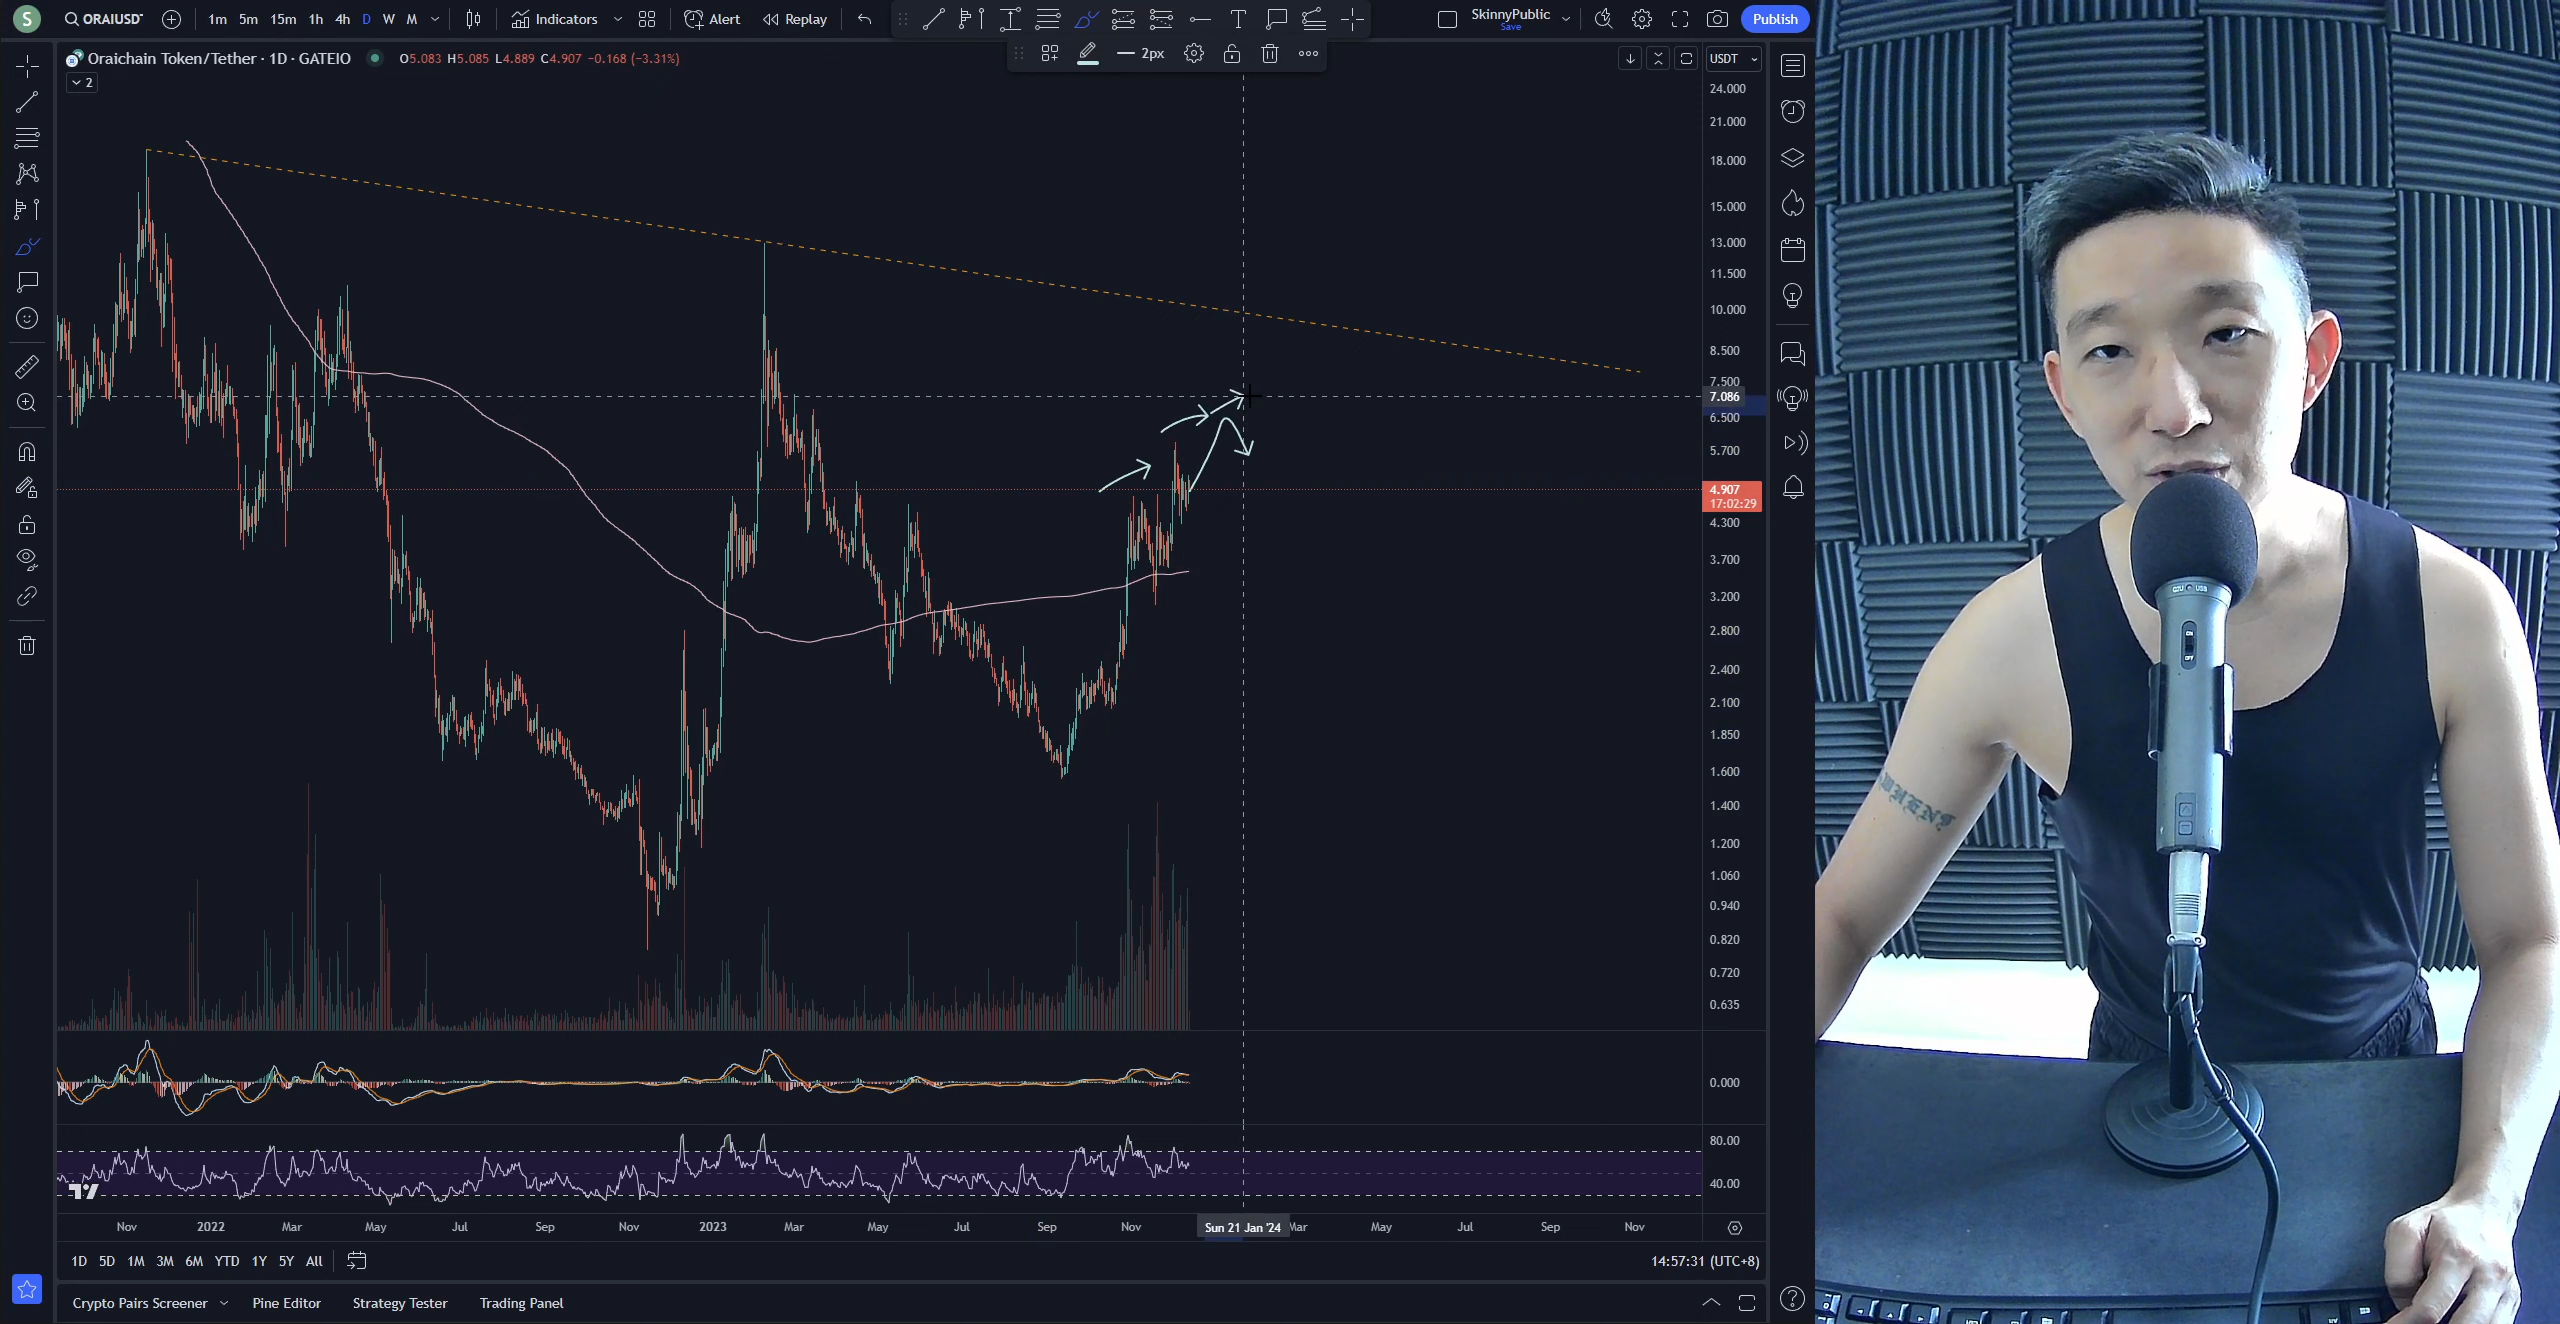 S
ORAIUSDT
1m 5m 15m 1h 4h D W M
Indicators
Alert
Replay
SkinnyPublic
Save
Publish
2px
Oraichain Token/Tether · 1D · GATEIO
O5.083 H5.085 L4.889 C4.907 -0.168 (-3.31%)
2
USDT
24.000
21.000
18.000
15.000
13.000
11.500
10.000
8.500
7.500
7.086
6.500
5.700
4.907
17:02:29
4.300
3.700
3.200
2.800
2.400
2.100
1.850
1.600
1.400
1.200
1.060
0.940
0.820
0.720
0.635
0.000
80.00
40.00
Nov 2022 Mar May Jul Sep Nov 2023 Mar May Jul Sep Nov Sun 21 Jan '24 Mar May Jul Sep Nov
1D 5D 1M 3M 6M YTD 1Y 5Y All
14:57:31 (UTC+8)
Crypto Pairs Screener Pine Editor Strategy Tester Trading Panel
USB
ON
OFF